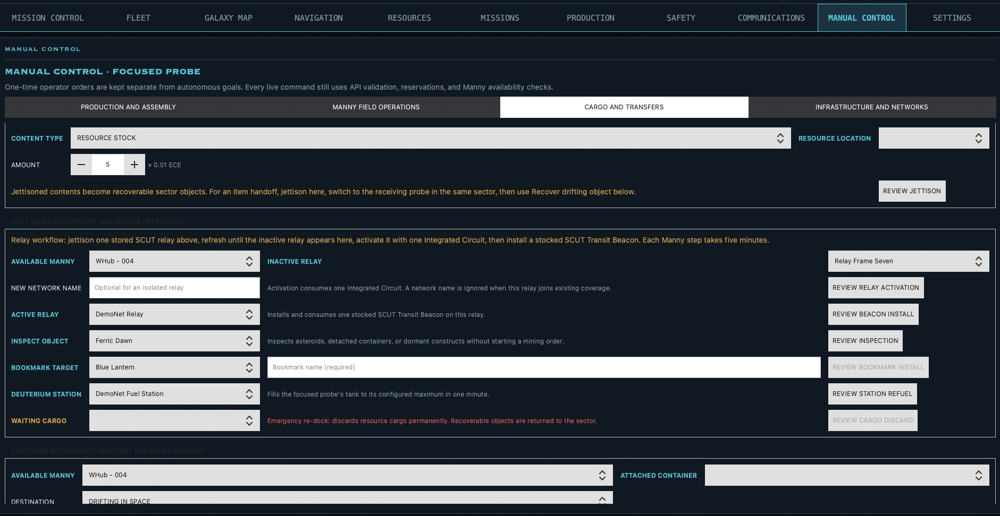 MISSION CONTROL FLEET GALAXY MAP NAVIGATION RESOURCES MISSIONS PRODUCTION SAFETY COMMUNICATIONS MANUAL CONTROL SETTINGS
MANUAL CONTROL
MANUAL CONTROL · FOCUSED PROBE
One-time operator orders are kept separate from autonomous goals. Every live command still uses API validation, reservations, and Manny availability checks.
PRODUCTION AND ASSEMBLY MANNY FIELD OPERATIONS CARGO AND TRANSFERS INFRASTRUCTURE AND NETWORKS
CONTENT TYPE RESOURCE STOCK RESOURCE LOCATION
AMOUNT 5 × 0.01 ECE
Jettisoned contents become recoverable sector objects. For an item handoff, jettison here, switch to the receiving probe in the same sector, then use Recover drifting object below. REVIEW JETTISON
SCUT RELAY DEPLOYMENT AND SECTOR OPERATIONS
Relay workflow: jettison one stored SCUT relay above, refresh until the inactive relay appears here, activate it with one Integrated Circuit, then install a stocked SCUT Transit Beacon. Each Manny step takes five minutes.
AVAILABLE MANNY WHub - 004 INACTIVE RELAY Relay Frame Seven
NEW NETWORK NAME Optional for an isolated relay Activation consumes one Integrated Circuit. A network name is ignored when this relay joins existing coverage. REVIEW RELAY ACTIVATION
ACTIVE RELAY DemoNet Relay Installs and consumes one stocked SCUT Transit Beacon on this relay. REVIEW BEACON INSTALL
INSPECT OBJECT Ferric Dawn Inspects asteroids, detached containers, or dormant constructs without starting a mining order. REVIEW INSPECTION
BOOKMARK TARGET Blue Lantern Bookmark name (required) REVIEW BOOKMARK INSTALL
DEUTERIUM STATION DemoNet Fuel Station Fills the focused probe's tank to its configured maximum in one minute. REVIEW STATION REFUEL
WAITING CARGO Emergency re-dock: discards resource cargo permanently. Recoverable objects are returned to the sector. REVIEW CARGO DISCARD
CONTAINER DEPLOYMENT, RECOVERY AND PROBE HANDOFF
AVAILABLE MANNY WHub - 004 ATTACHED CONTAINER
DESTINATION DRIFTING IN SPACE